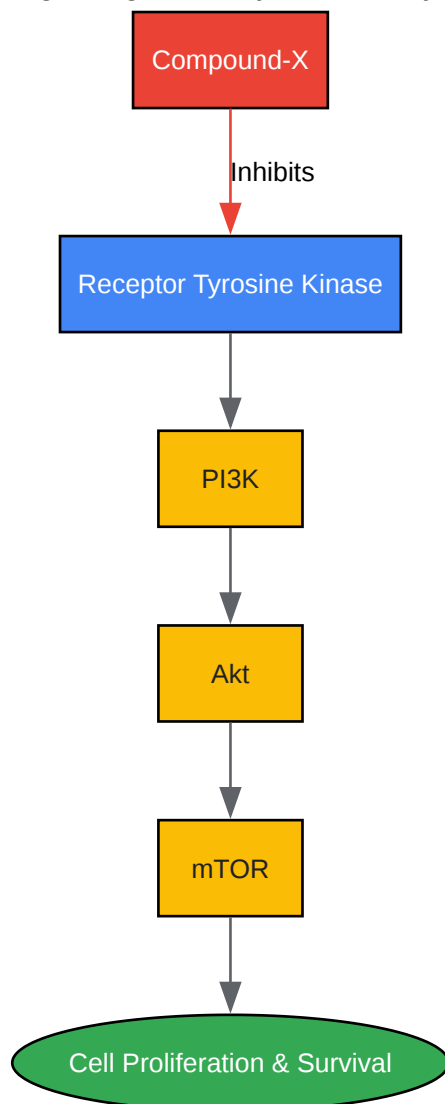 Compound-X
Inhibits
Receptor Tyrosine Kinase
PI3K
Akt
mTOR
Cell Proliferation & Survival